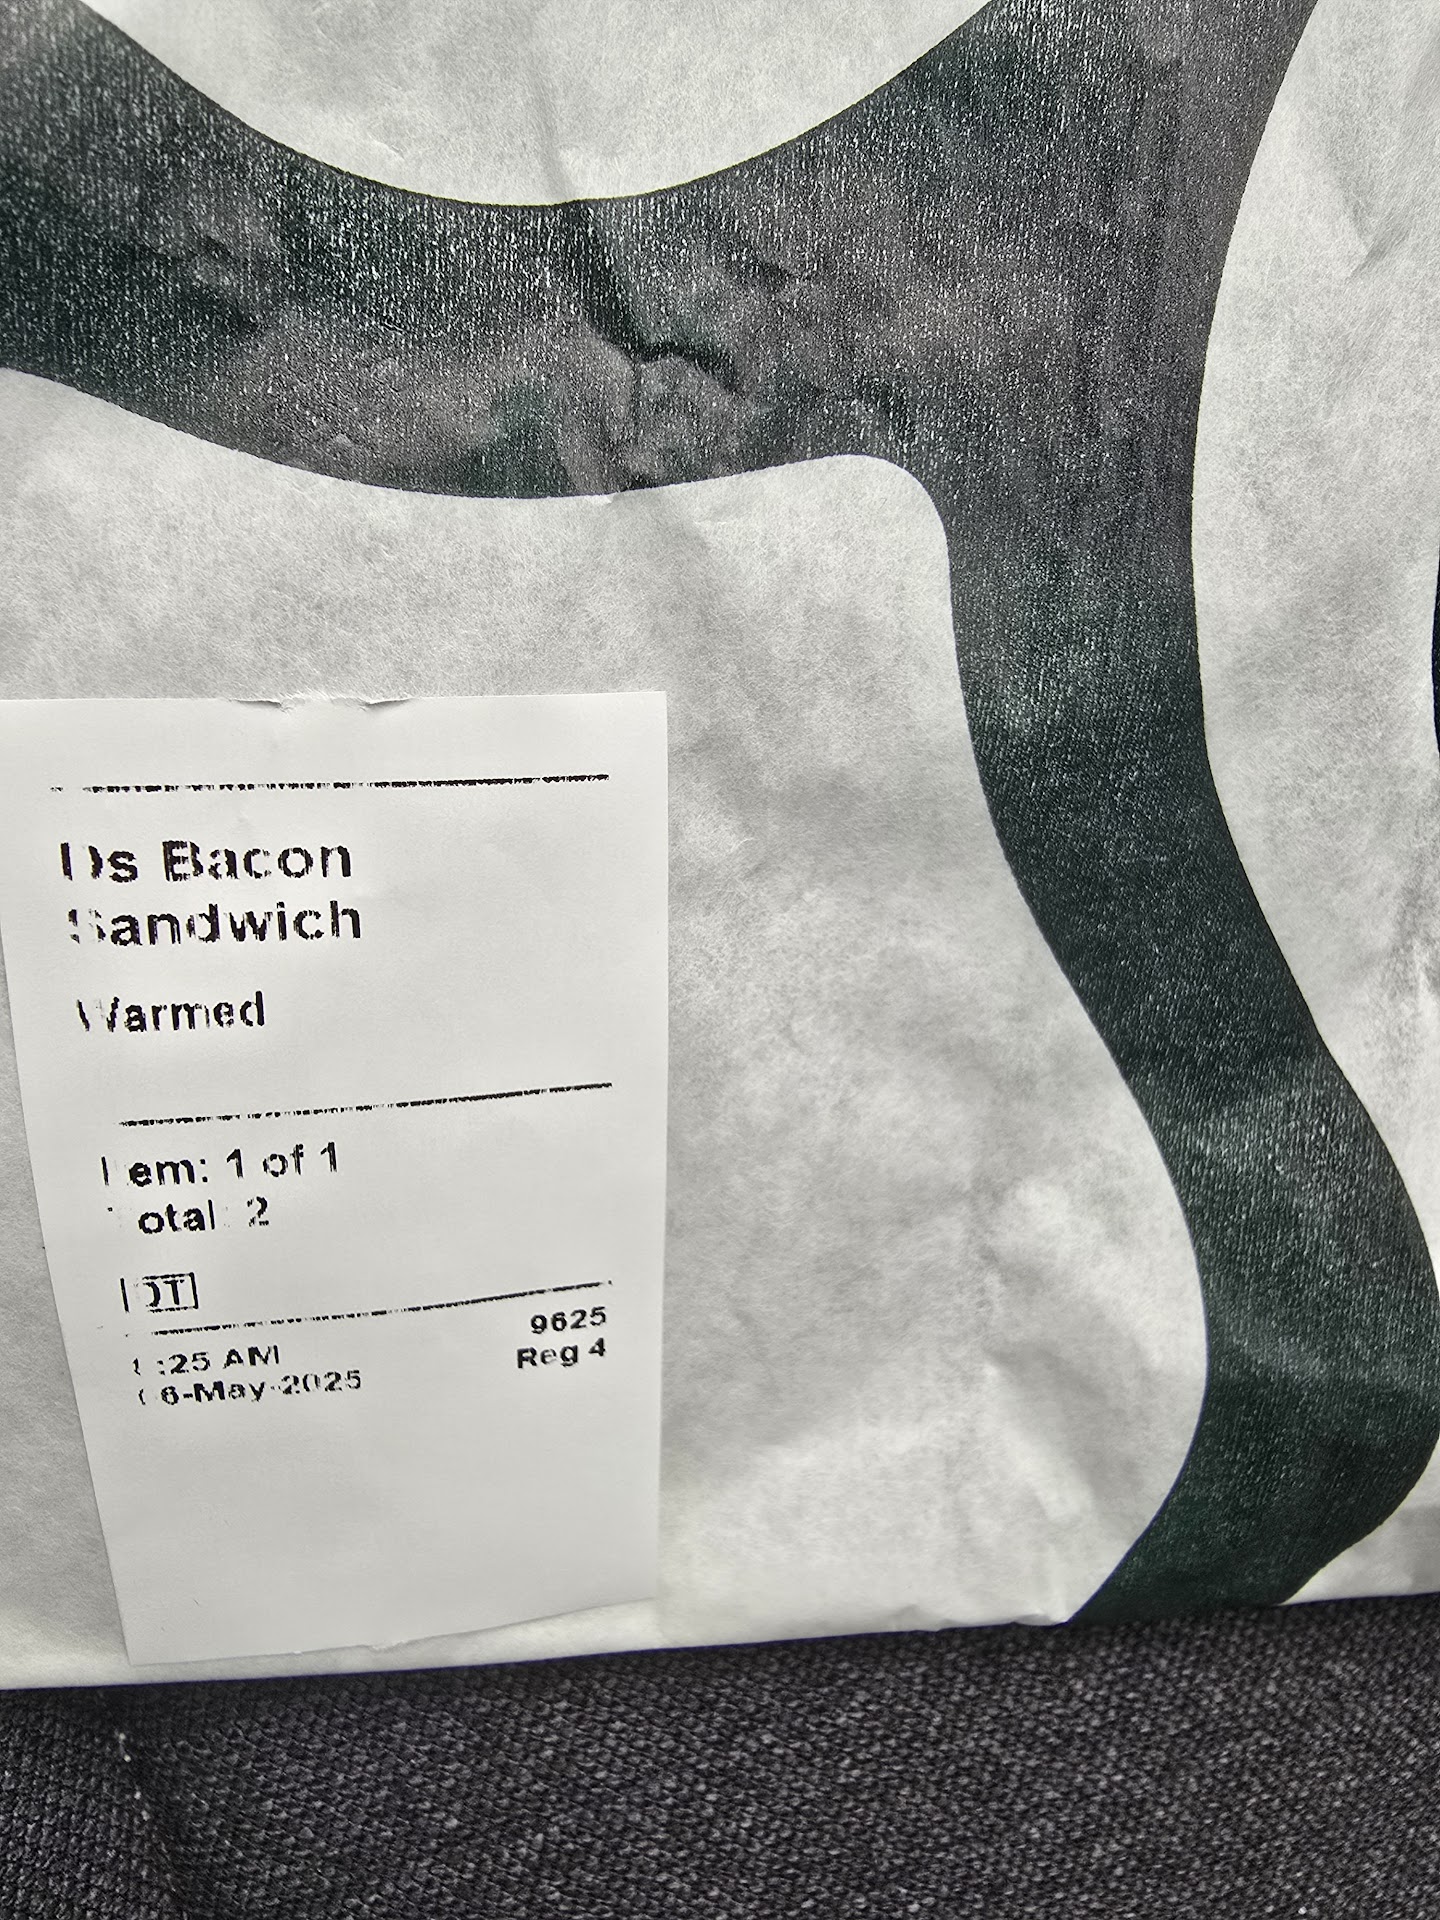 Ds Bacon
Sandwich
Warmed
Item: 1 of 1
Total: 2
DT
:25 AM
9625
6-May-2025
Reg 4